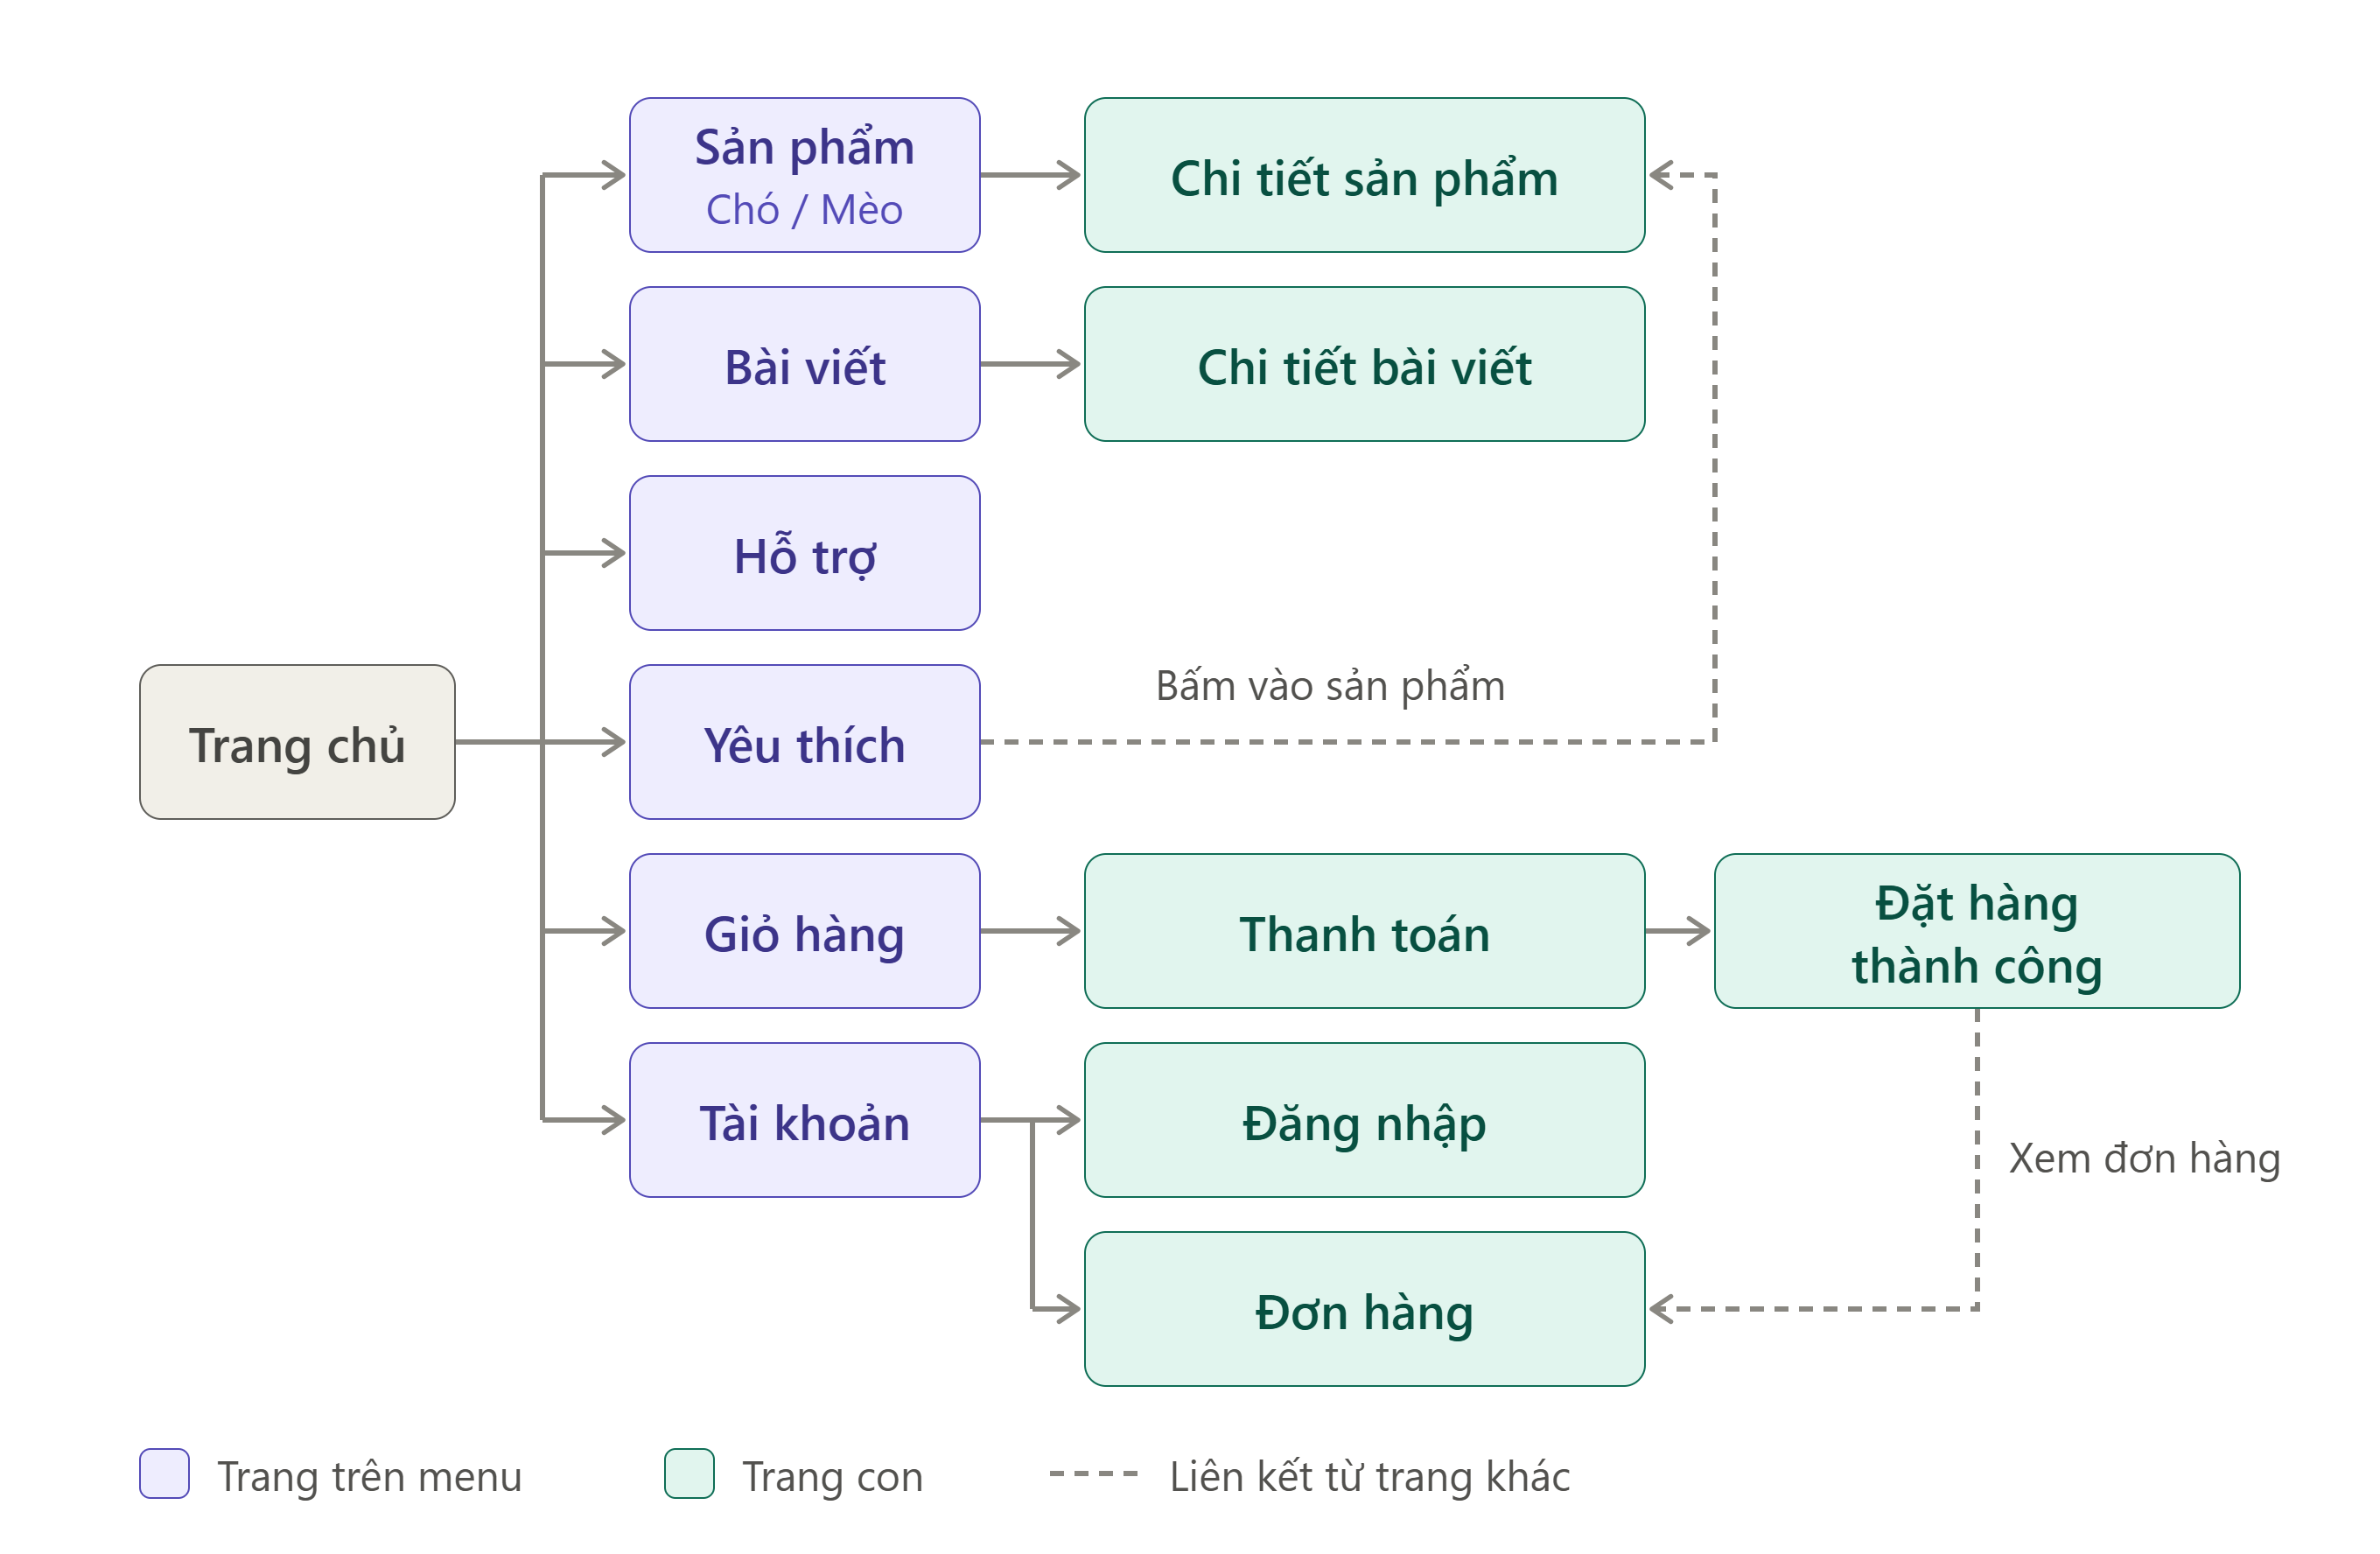 Sản phẩm
Chó / Mèo
Chi tiết sản phẩm
Bài viết
Chi tiết bài viết
Hỗ trợ
Trang chủ
Yêu thích
Bấm vào sản phẩm
Giỏ hàng
Thanh toán
Đặt hàng
thành công
Tài khoản
Đăng nhập
Xem đơn hàng
Đơn hàng
Trang trên menu
Trang con
Liên kết từ trang khác